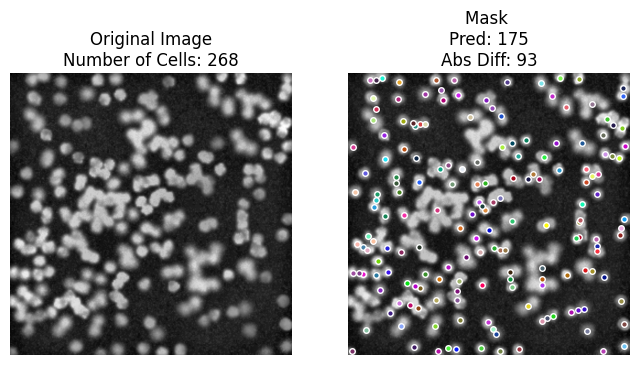 Original Image
Number of Cells: 268
Mask
Pred: 175
Abs Diff: 93